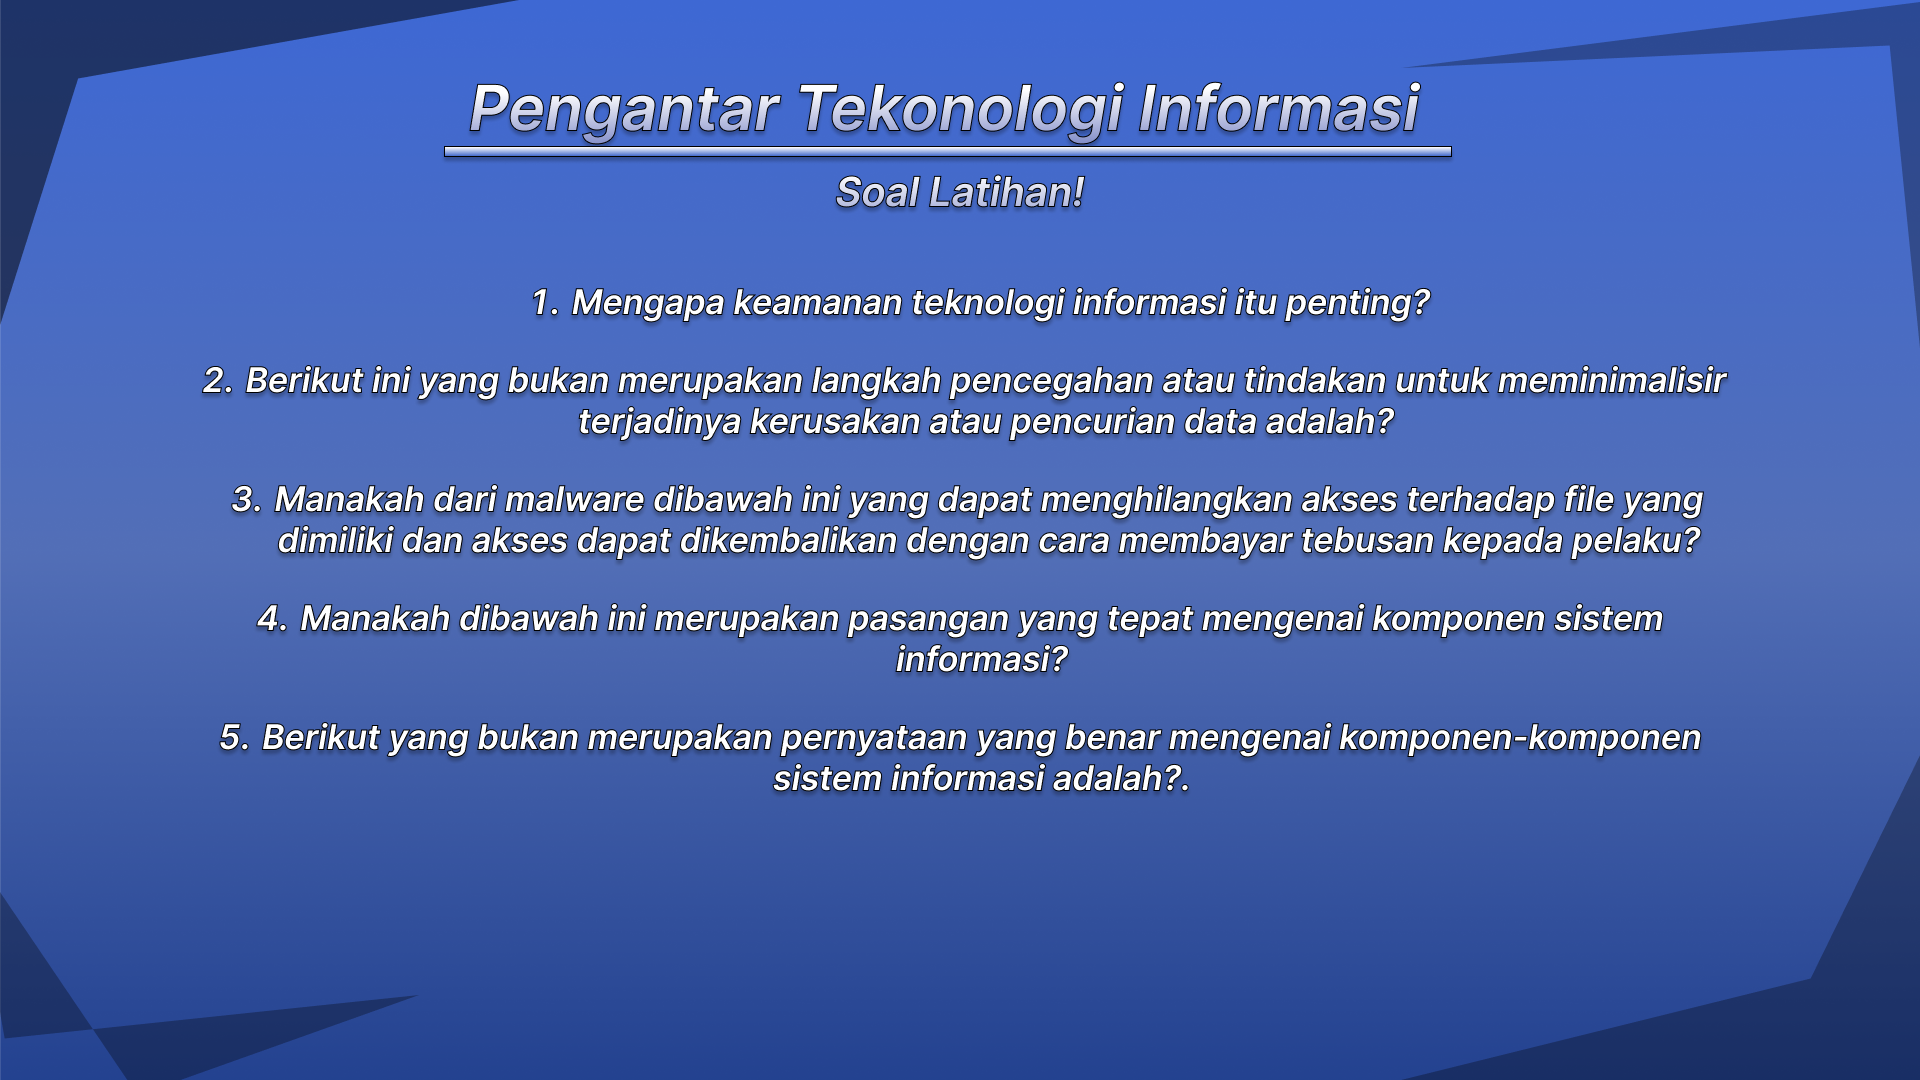 Pengantar Tekonologi Informasi
Soal Latihan!
1. Mengapa keamanan teknologi informasi itu penting?
2. Berikut ini yang bukan merupakan langkah pencegahan atau tindakan untuk meminimalisir
terjadinya kerusakan atau pencurian data adalah?
3. Manakah dari malware dibawah ini yang dapat menghilangkan akses terhadap file yang
dimiliki dan akses dapat dikembalikan dengan cara membayar tebusan kepada pelaku?
4. Manakah dibawah ini merupakan pasangan yang tepat mengenai komponen sistem
informasi?
5. Berikut yang bukan merupakan pernyataan yang benar mengenai komponen-komponen
sistem informasi adalah?.